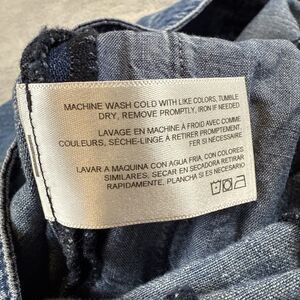 MACHINE WASH COLD WITH LIKE COLORS, TUMBLE
DRY, REMOVE PROMPTLY, IRON IF NEEDED
LAVAGE EN MACHINE À FROID AVEC COMME
COULEURS, SÈCHE-LINGE À RETIRER PROMPTEMENT,
FER SI NÉCESSAIRE
LAVAR A MAQUINA CON AGUA FRIA, CON COLORES
SIMILARES, SECAR EN SECADORA RETIRAR
RAPIDAMENTE, PLANCHA SI ES NECESARIO